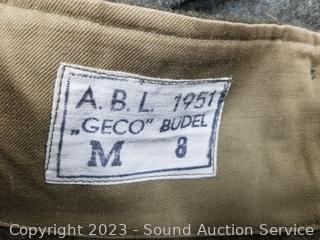 A.B.L. 1951
„GECO” BUDEL
M 8
Copyright 2023 - Sound Auction Service